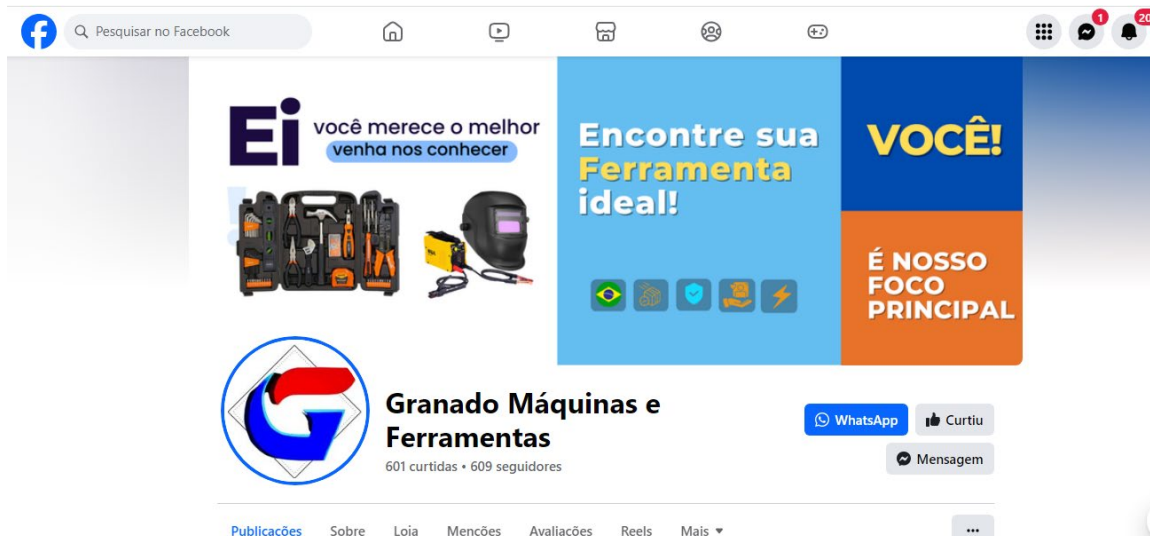 Pesquisar no Facebook
1
20
Ei
você merece o melhor
venha nos conhecer
!
Encontre sua
Ferramenta
ideal!
VOCÊ!
É NOSSO
FOCO
PRINCIPAL
G
Granado Máquinas e
Ferramentas
601 curtidas • 609 seguidores
WhatsApp
Curtiu
Mensagem
Publicações Sobre Loja Menções Avaliações Reels Mais
...